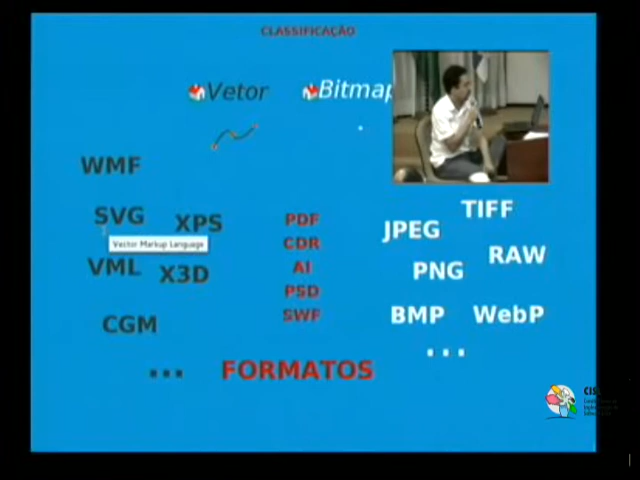 CLASSIFICAÇÃO
Vetor
Bitmap
WMF
SVG
XPS
Vector Markup Language
VML
X3D
CGM
...
PDF
CDR
AI
PSD
SWF
TIFF
JPEG
RAW
PNG
BMP
WebP
...
FORMATOS